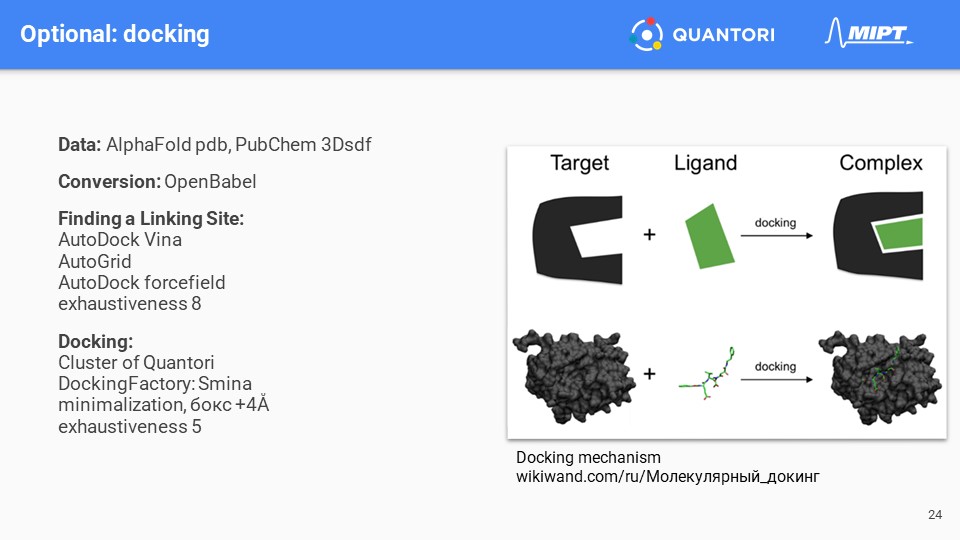 Optional: docking
QUANTORI
MIPT
Data: AlphaFold pdb, PubChem 3Dsdf
Conversion: OpenBabel
Finding a Linking Site:
AutoDock Vina
AutoGrid
AutoDock forcefield
exhaustiveness 8
Docking:
Cluster of Quantori
DockingFactory: Smina
minimalization, бокс +4Å
exhaustiveness 5
Target Ligand Complex
+ docking
+ docking
Docking mechanism
wikiwand.com/ru/Молекулярный_докинг
24